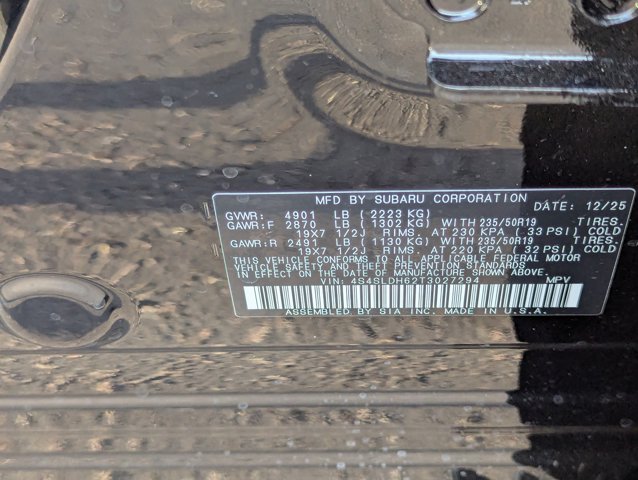 MFD BY SUBARU CORPORATION DATE: 12/25
GVWR: 4901 LB (2223 KG)
GAWR:F 2870 LB (1302 KG) WITH 235/50R19 TIRES.
19X7 1/2J RIMS. AT 230 KPA (33 PSI) COLD
GAWR:R 2491 LB (1130 KG) WITH 235/50R19 TIRES.
19X7 1/2J RIMS. AT 220 KPA (32 PSI) COLD
THIS VEHICLE CONFORMS TO ALL APPLICABLE FEDERAL MOTOR
VEHICLE SAFETY AND THEFT PREVENTION STANDARDS
IN EFFECT ON THE DATE OF MANUFACTURE SHOWN ABOVE.
VIN: 4S4SLDH62T3027294 MPV
ASSEMBLED BY SIA INC. MADE IN U.S.A.